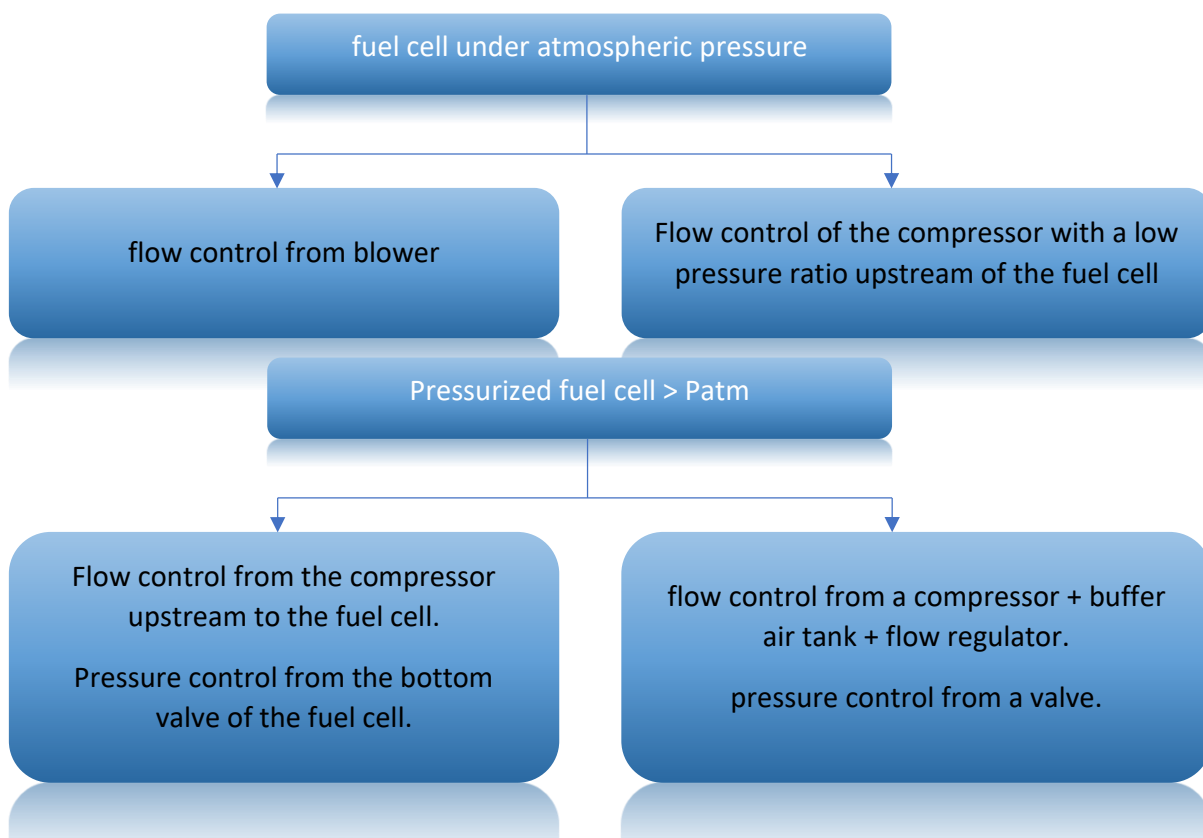 fuel cell under atmospheric pressure
flow control from blower
Flow control of the compressor with a low
pressure ratio upstream of the fuel cell
Pressurized fuel cell > Patm
Flow control from the compressor
upstream to the fuel cell.
Pressure control from the bottom
valve of the fuel cell.
flow control from a compressor + buffer
air tank + flow regulator.
pressure control from a valve.